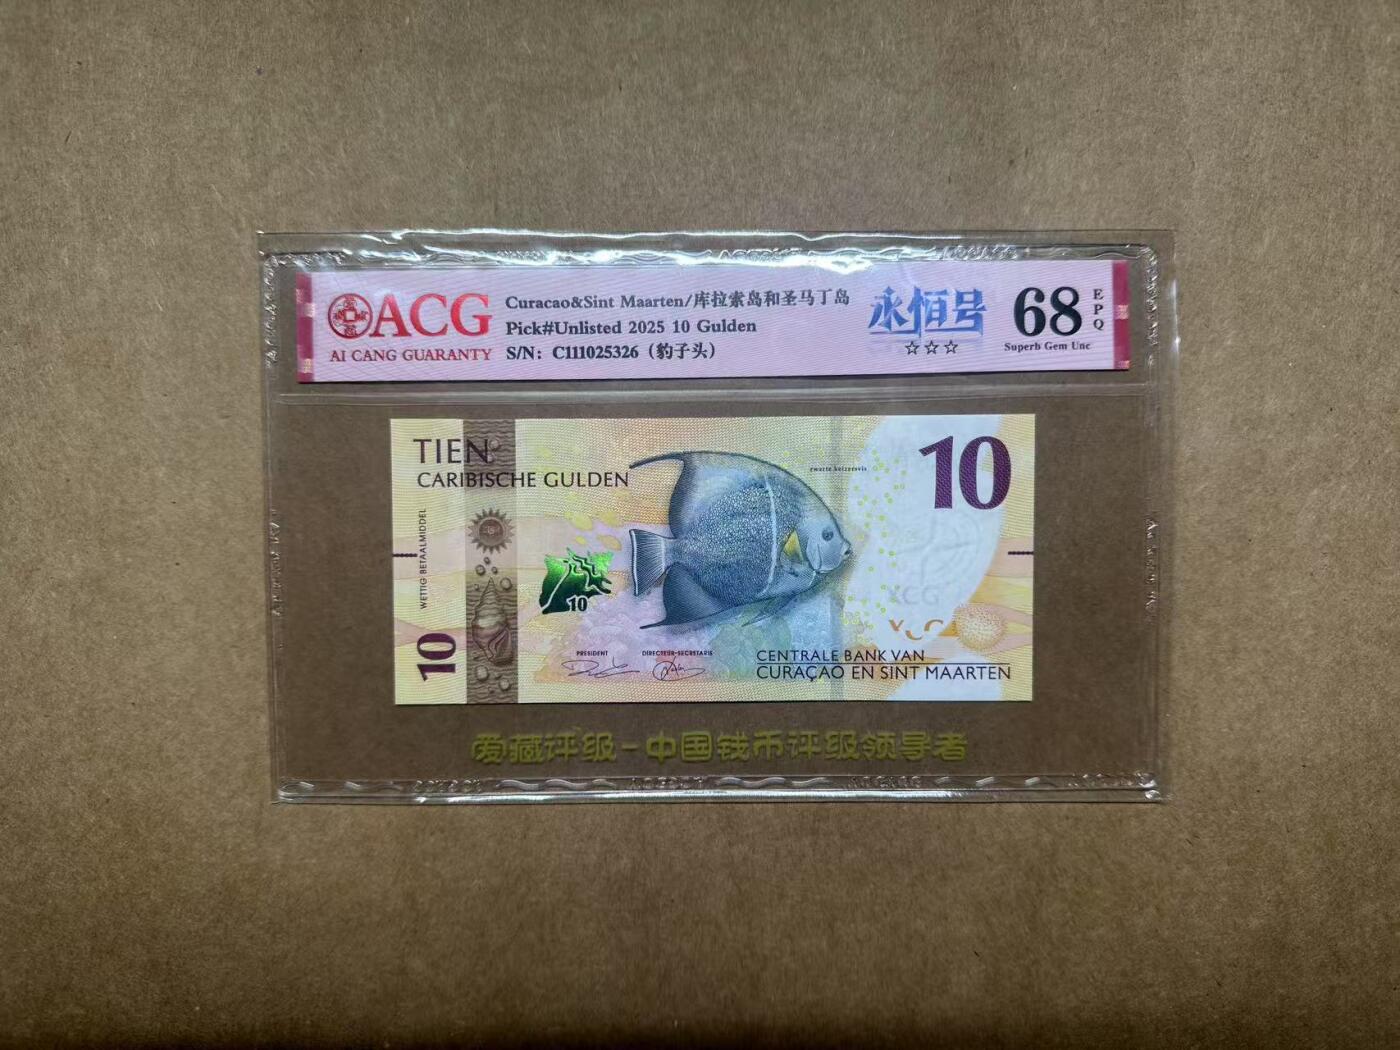 ACG
AI CANG GUARANTY
Curacao&Sint Maarten/库拉索岛和圣马丁岛
Pick#Unlisted 2025 10 Gulden
S/N: C111025326（豹子头）
永恒号
☆☆☆
68
EPQ
Superb Gem Unc
TIEN
CARIBISCHE GULDEN
zwarte keizersvis
10
WETTIG BETAALMIDDEL
10
10
XCG
PRESIDENT
DIRECTEUR-SECRETARIS
CENTRALE BANK VAN
CURAÇAO EN SINT MAARTEN
爱藏评级-中国钱币评级领导者